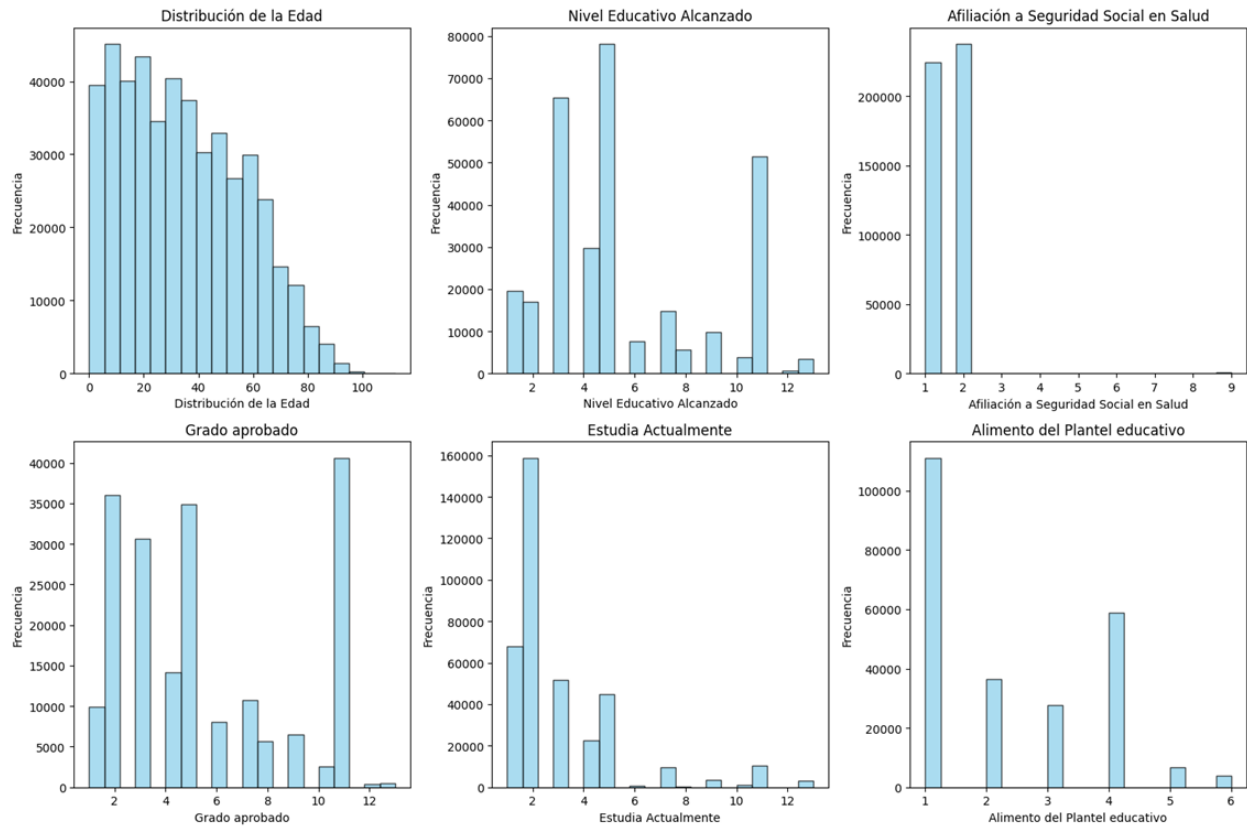 Distribución de la Edad
Frecuencia
40000
30000
20000
10000
0
0 20 40 60 80 100
Distribución de la Edad
Nivel Educativo Alcanzado
Frecuencia
80000
70000
60000
50000
40000
30000
20000
10000
0
2 4 6 8 10 12
Nivel Educativo Alcanzado
Afiliación a Seguridad Social en Salud
Frecuencia
200000
150000
100000
50000
0
1 2 3 4 5 6 7 8 9
Afiliación a Seguridad Social en Salud
Grado aprobado
Frecuencia
40000
35000
30000
25000
20000
15000
10000
5000
0
2 4 6 8 10 12
Grado aprobado
Estudia Actualmente
Frecuencia
160000
140000
120000
100000
80000
60000
40000
20000
0
2 4 6 8 10 12
Estudia Actualmente
Alimento del Plantel educativo
Frecuencia
100000
80000
60000
40000
20000
0
1 2 3 4 5 6
Alimento del Plantel educativo